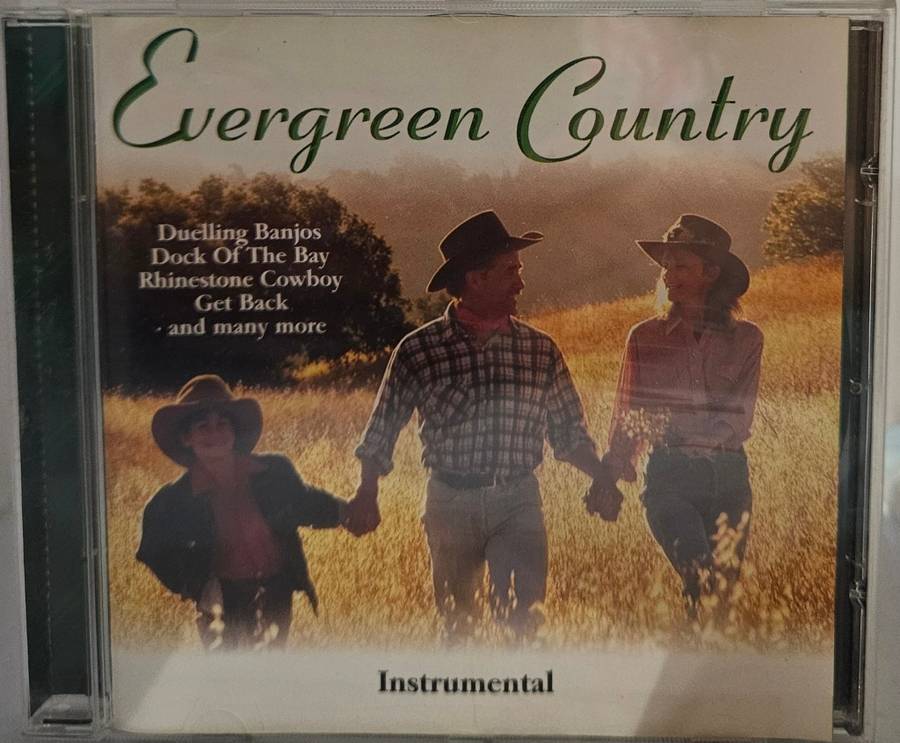 Evergreen Country
Duelling Banjos
Dock Of The Bay
Rhinestone Cowboy
Get Back
· and many more
Instrumental